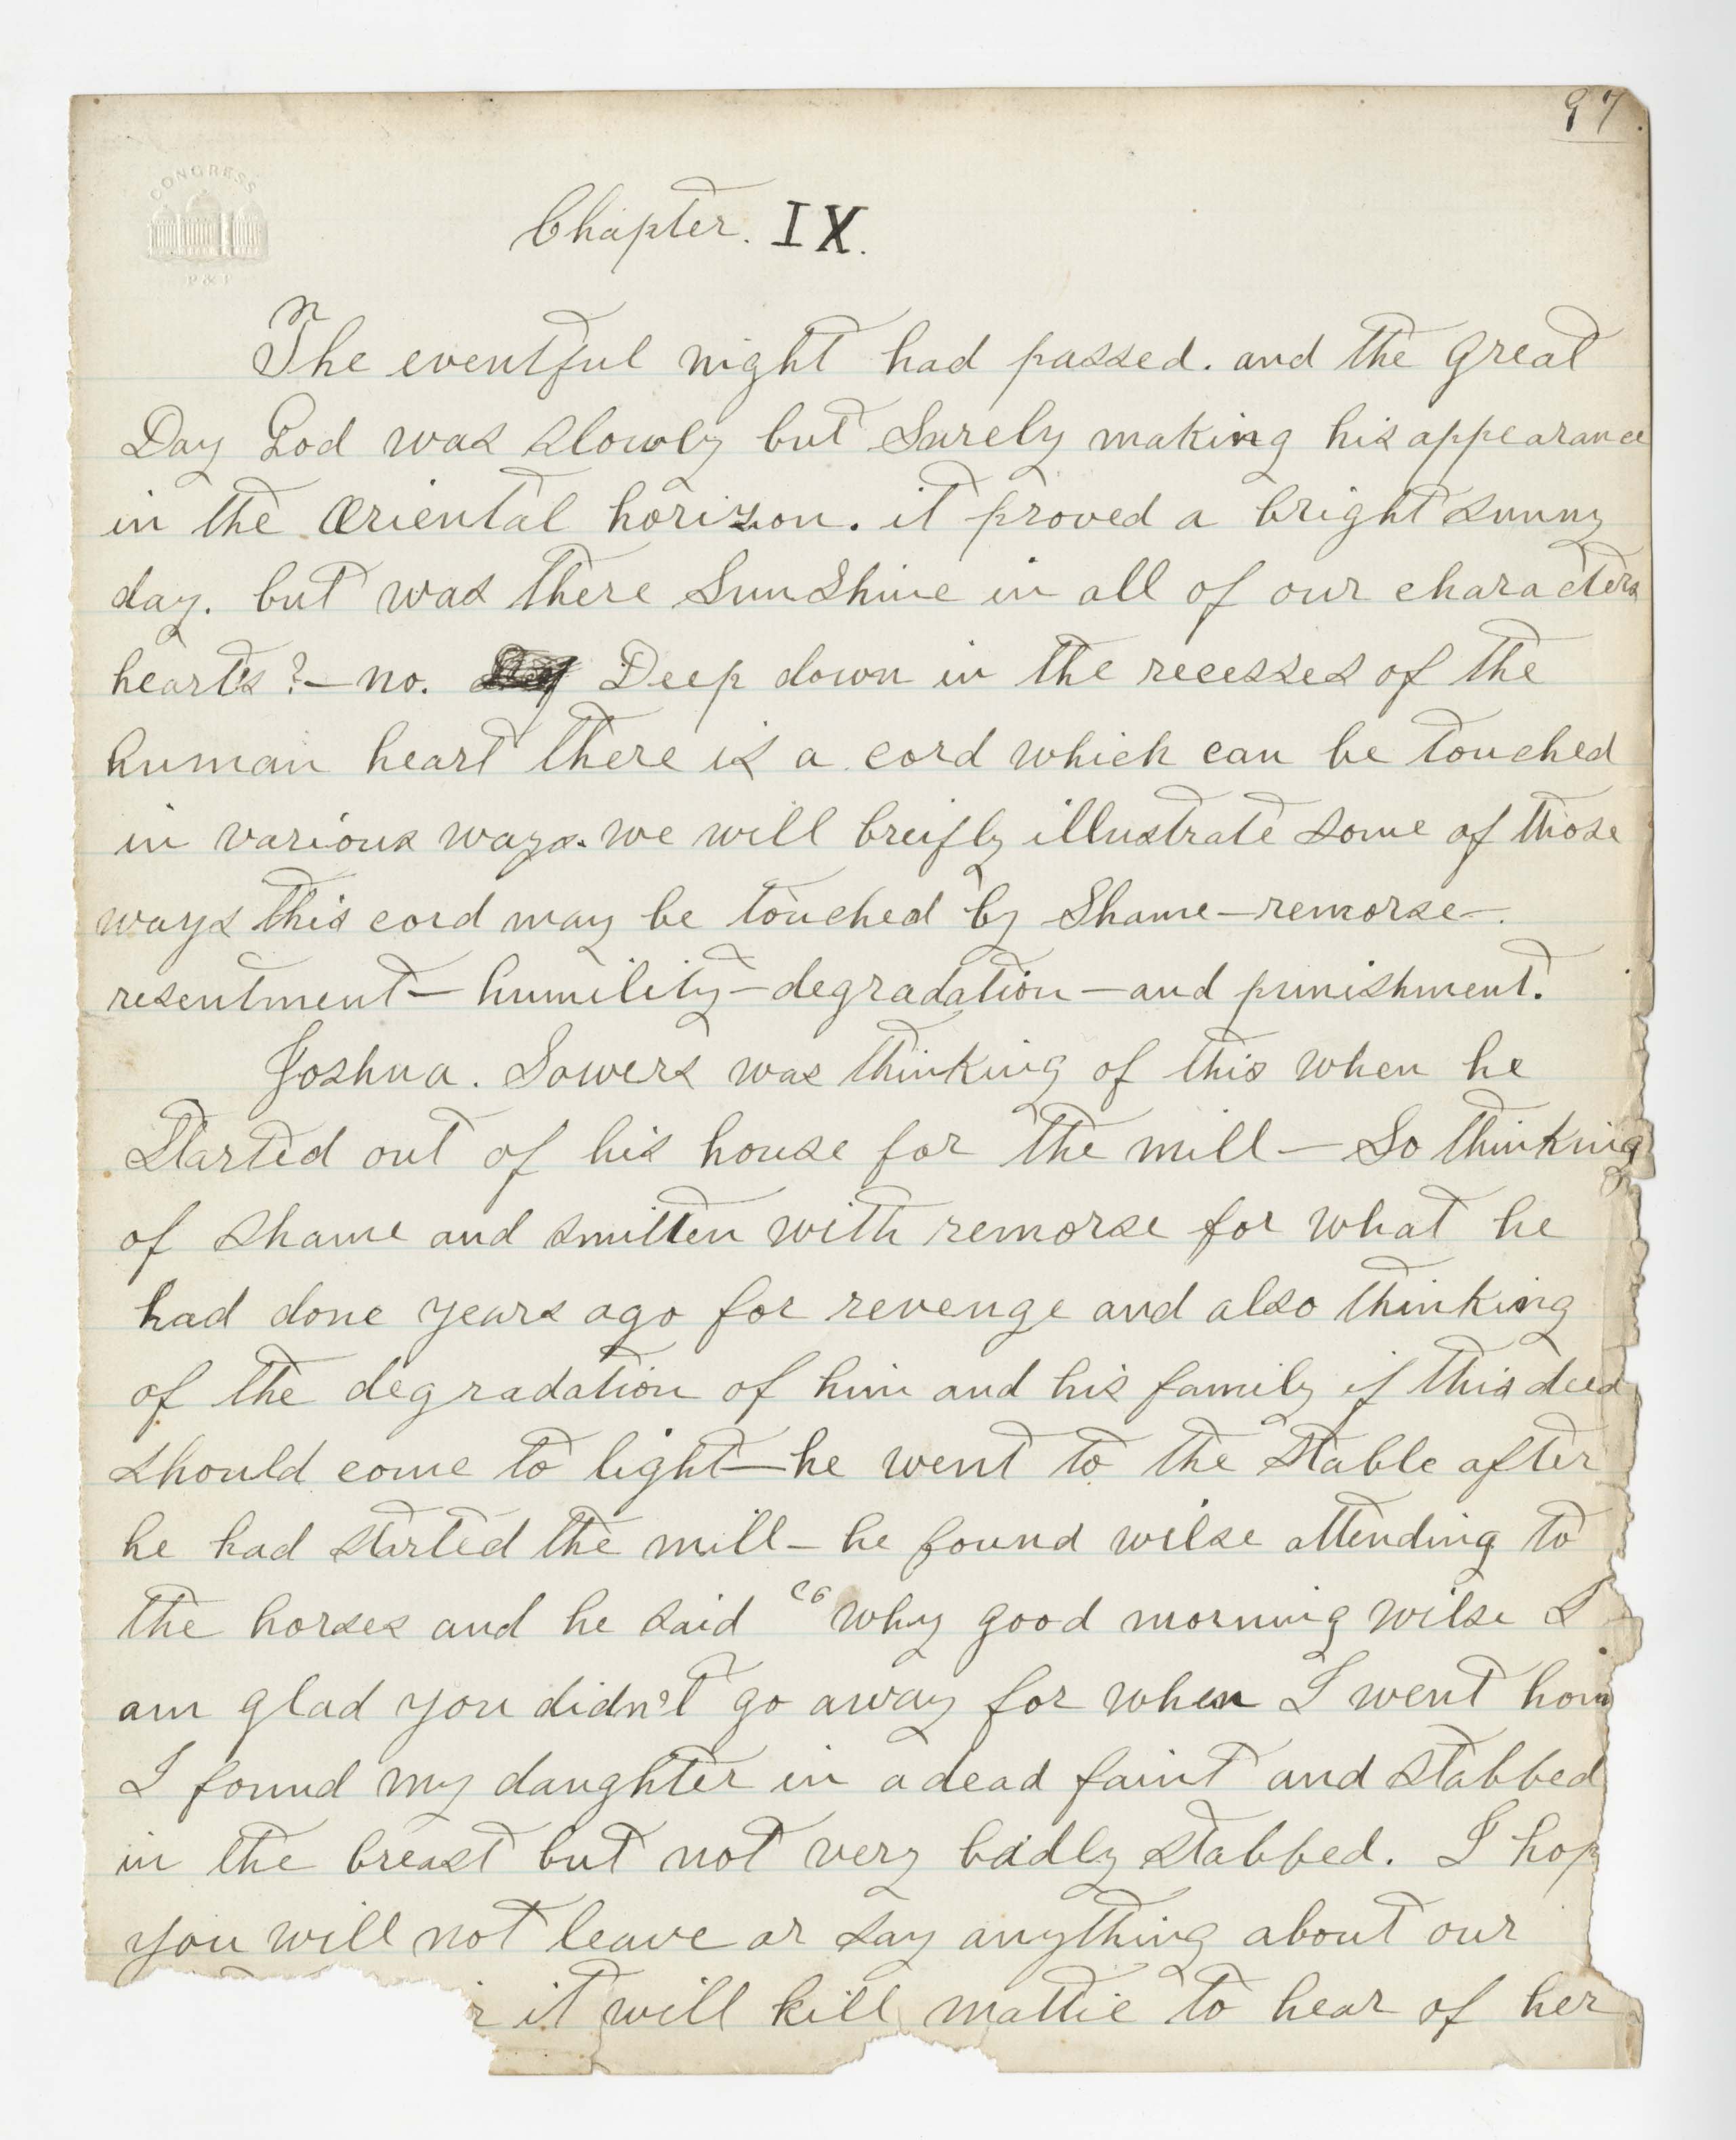 97.
CONGRESS
P & P
Chapter. IX.
The eventful night had passed. and the great
Day God was slowly but Surely making his appearance
in the Oriental horizon. it proved a bright sunny
day. but was there SunShine in all of our characters
hearts?— no. Deep down in the recesses of the
human heart there is a cord which can be touched
in various ways. we will breifly illustrate some of those
ways this cord may be touched by Shame—remorse—.
resentment— humility—degradation—and punishment.
Joshua. Sowers was thinking of this when he
Started out of his house for the mill— So thinking
of shame and smitten with remorse for what he
had done years ago for revenge and also thinking
of the degradation of him and his family if this deed
should come to light—he went to the stable after
he had started the mill— he found wilse attending to
the horses and he said "why good morning wilse I
am glad you didn't go away for when I went hom
I found my daughter in a dead faint and stabbed
in the breast but not very badly stabbed. I hop
you will not leave or say anything about our
r it will kill mattie to hear of her